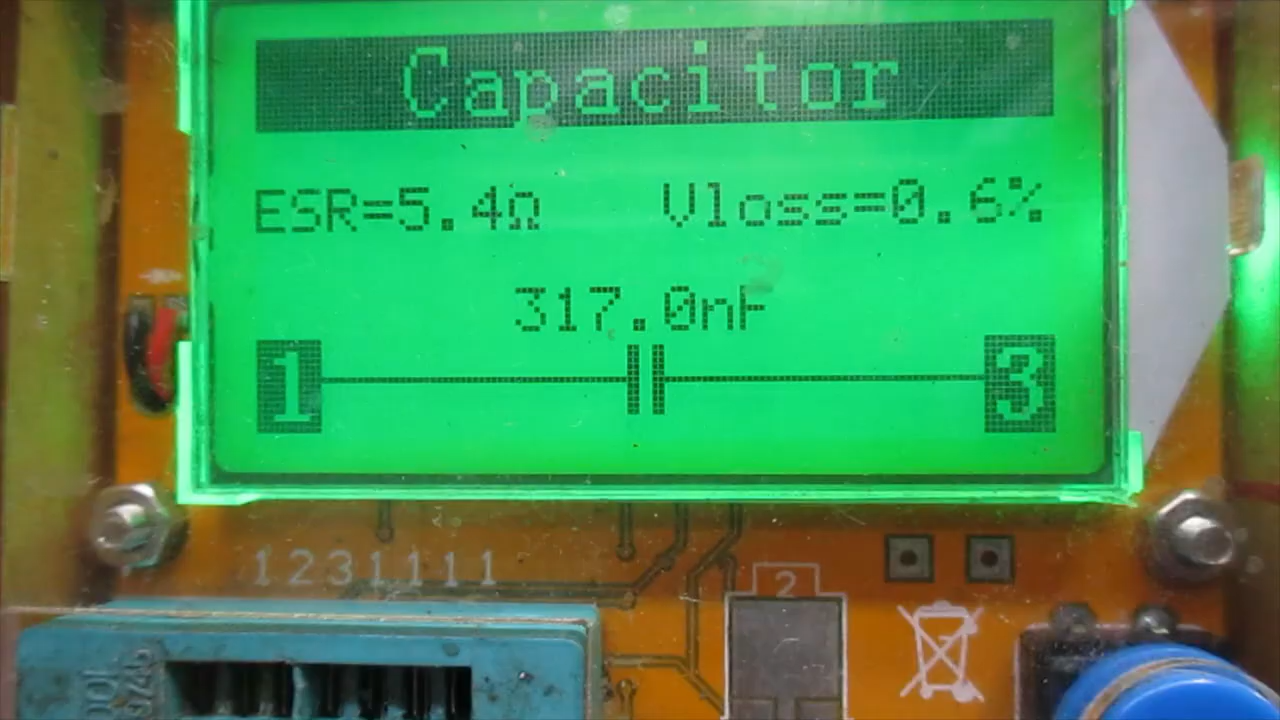 Capacitor
ESR=5.4Ω Vloss=0.6%
317.0nF
1 3
1231111
2